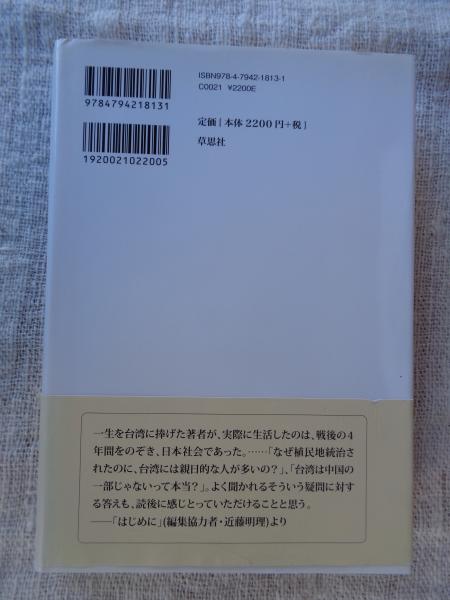 ISBN978-4-7942-1813-1
C0021 ¥2200E
9784794218131
定価[本体2200円+税]
草思社
1920021022005
一生を台湾に捧げた著者が、実際に生活したのは、戦後の4
年間をのぞき、日本社会であった。……「なぜ植民地統治さ
れたのに、台湾には親日的な人が多いの?」、「台湾は中国の
一部じゃないって本当?」。よく聞かれるそういう疑問に対す
る答えも、読後に感じとっていただけることと思う。
――「はじめに」(編集協力者・近藤明理)より